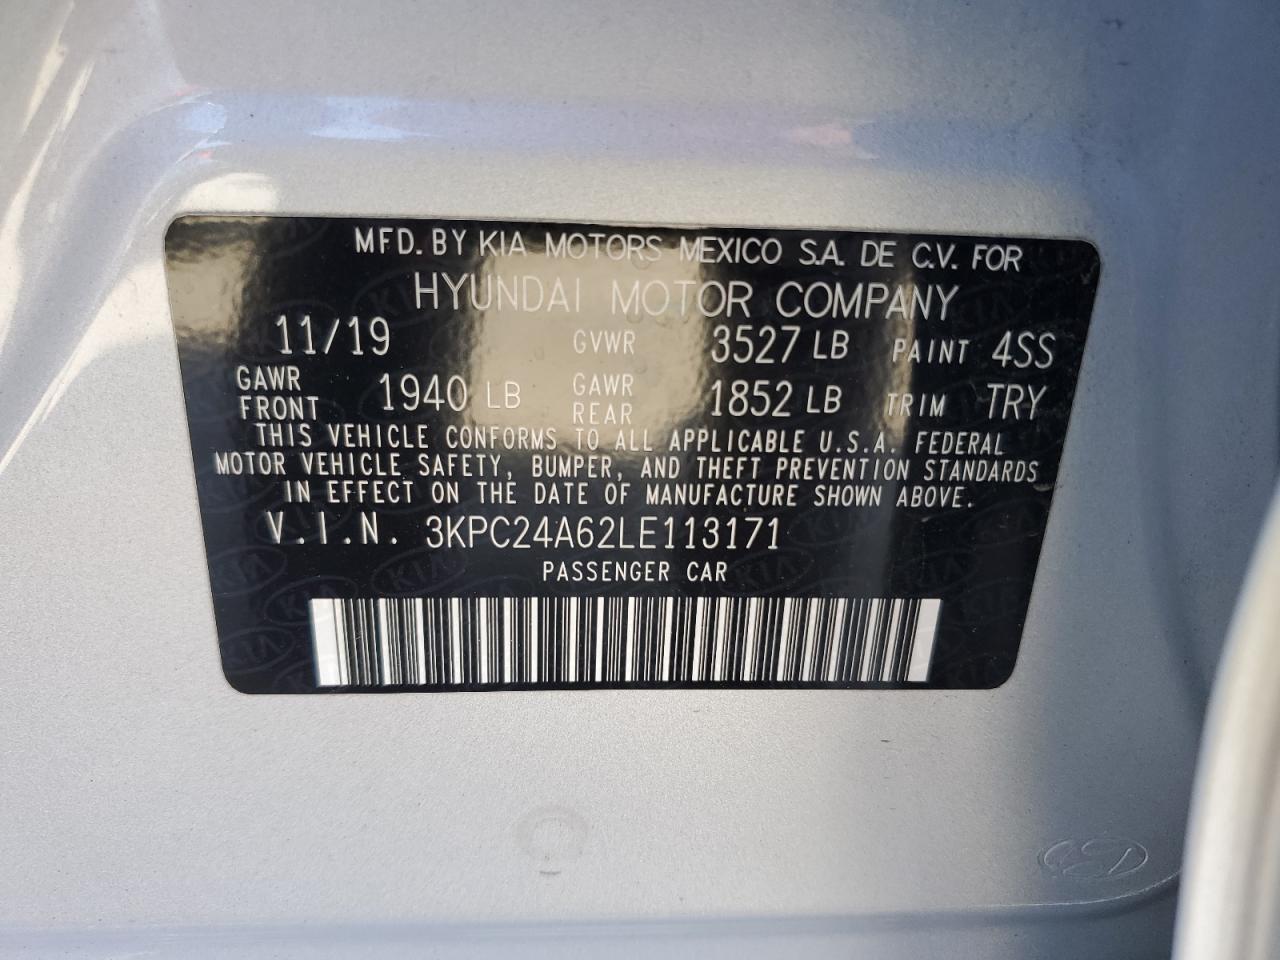 MFD. BY KIA MOTORS MEXICO S.A. DE C.V. FOR
HYUNDAI MOTOR COMPANY
11/19 GVWR 3527 LB PAINT 4SS
GAWR FRONT 1940 LB GAWR REAR 1852 LB TRIM TRY
THIS VEHICLE CONFORMS TO ALL APPLICABLE U.S.A. FEDERAL
MOTOR VEHICLE SAFETY, BUMPER, AND THEFT PREVENTION STANDARDS
IN EFFECT ON THE DATE OF MANUFACTURE SHOWN ABOVE.
V.I.N. 3KPC24A62LE113171
PASSENGER CAR